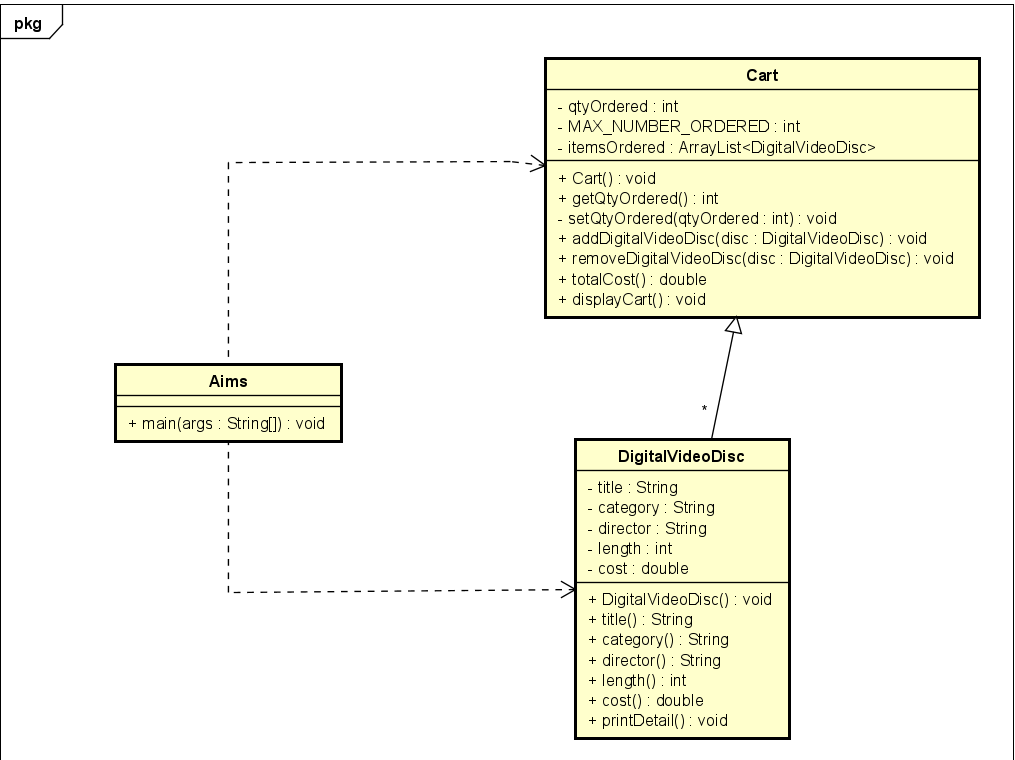 pkg
Cart
- qtyOrdered : int
- MAX_NUMBER_ORDERED : int
- itemsOrdered : ArrayList<DigitalVideoDisc>
+ Cart() : void
+ getQtyOrdered() : int
- setQtyOrdered(qtyOrdered : int) : void
+ addDigitalVideoDisc(disc : DigitalVideoDisc) : void
+ removeDigitalVideoDisc(disc : DigitalVideoDisc) : void
+ totalCost() : double
+ displayCart() : void
Aims
+ main(args : String[]) : void
*
DigitalVideoDisc
- title : String
- category : String
- director : String
- length : int
- cost : double
+ DigitalVideoDisc() : void
+ title() : String
+ category() : String
+ director() : String
+ length() : int
+ cost() : double
+ printDetail() : void